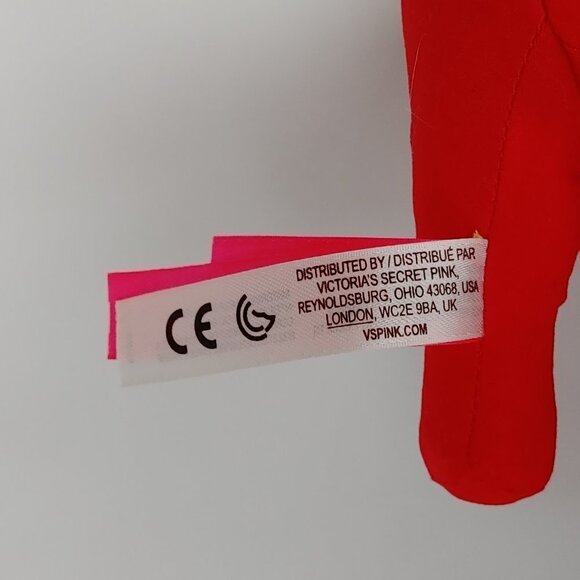 DISTRIBUTED BY / DISTRIBUÉ PAR
VICTORIA'S SECRET PINK,
REYNOLDSBURG, OHIO 43068, USA
LONDON, WC2E 9BA, UK
VSPINK.COM
CE